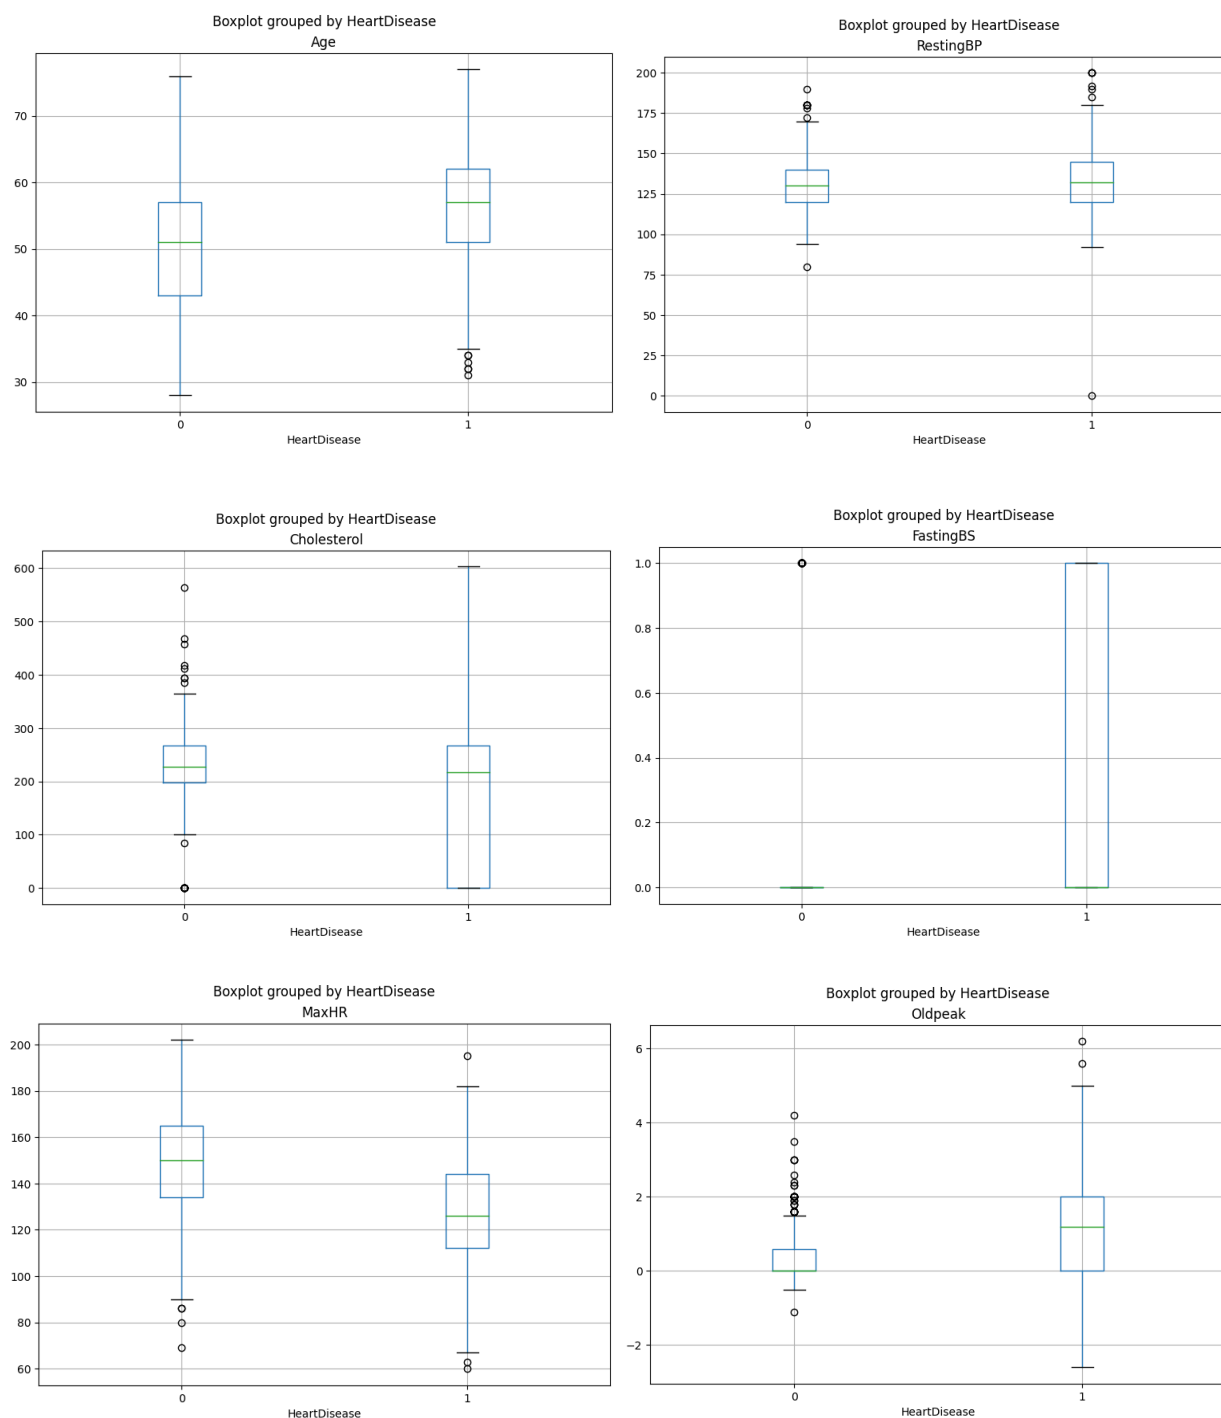 Boxplot grouped by HeartDisease
Age
70
60
50
40
30
0 1
HeartDisease
Boxplot grouped by HeartDisease
RestingBP
200
175
150
125
100
75
50
25
0
0 1
HeartDisease
Boxplot grouped by HeartDisease
Cholesterol
600
500
400
300
200
100
0
0 1
HeartDisease
Boxplot grouped by HeartDisease
FastingBS
1.0
0.8
0.6
0.4
0.2
0.0
0 1
HeartDisease
Boxplot grouped by HeartDisease
MaxHR
200
180
160
140
120
100
80
60
0 1
HeartDisease
Boxplot grouped by HeartDisease
Oldpeak
6
4
2
0
−2
0 1
HeartDisease